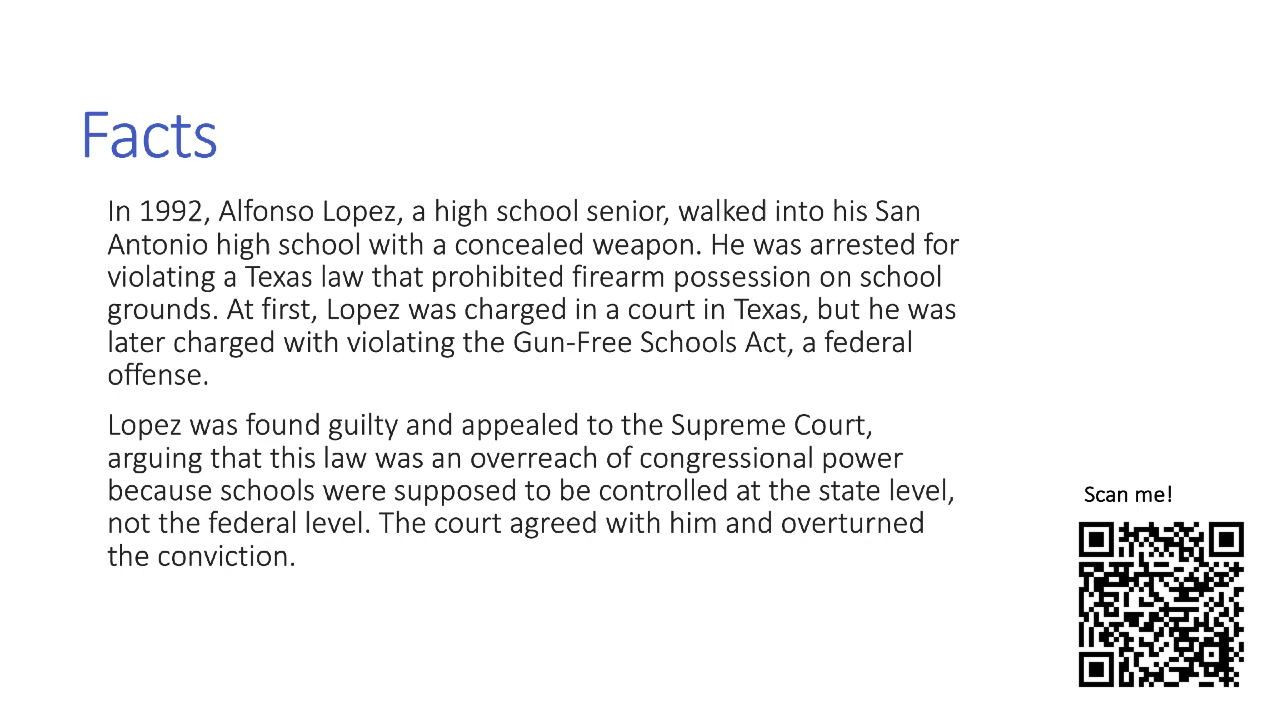 Facts
In 1992, Alfonso Lopez, a high school senior, walked into his San
Antonio high school with a concealed weapon. He was arrested for
violating a Texas law that prohibited firearm possession on school
grounds. At first, Lopez was charged in a court in Texas, but he was
later charged with violating the Gun-Free Schools Act, a federal
offense.
Lopez was found guilty and appealed to the Supreme Court,
arguing that this law was an overreach of congressional power
because schools were supposed to be controlled at the state level,
not the federal level. The court agreed with him and overturned
the conviction.
Scan me!